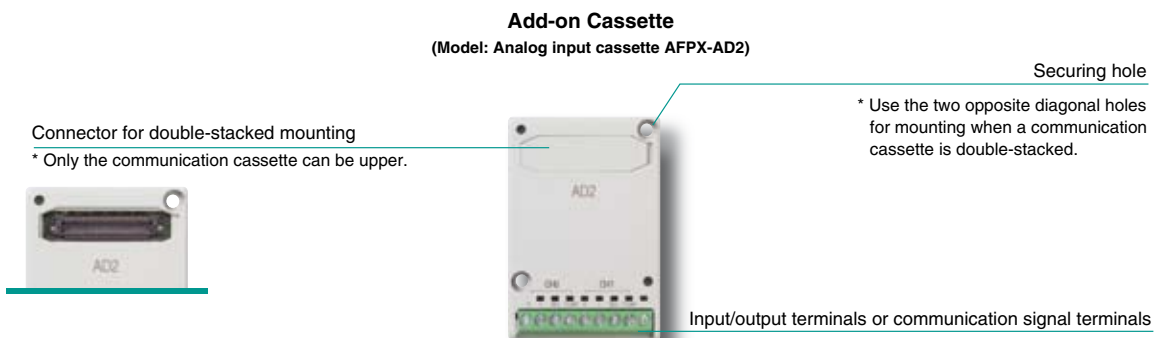 Add-on Cassette
(Model: Analog input cassette AFPX-AD2)
Securing hole
* Use the two opposite diagonal holes
for mounting when a communication
cassette is double-stacked.
Connector for double-stacked mounting
* Only the communication cassette can be upper.
AD2
AD2
CH0 CH1
Input/output terminals or communication signal terminals